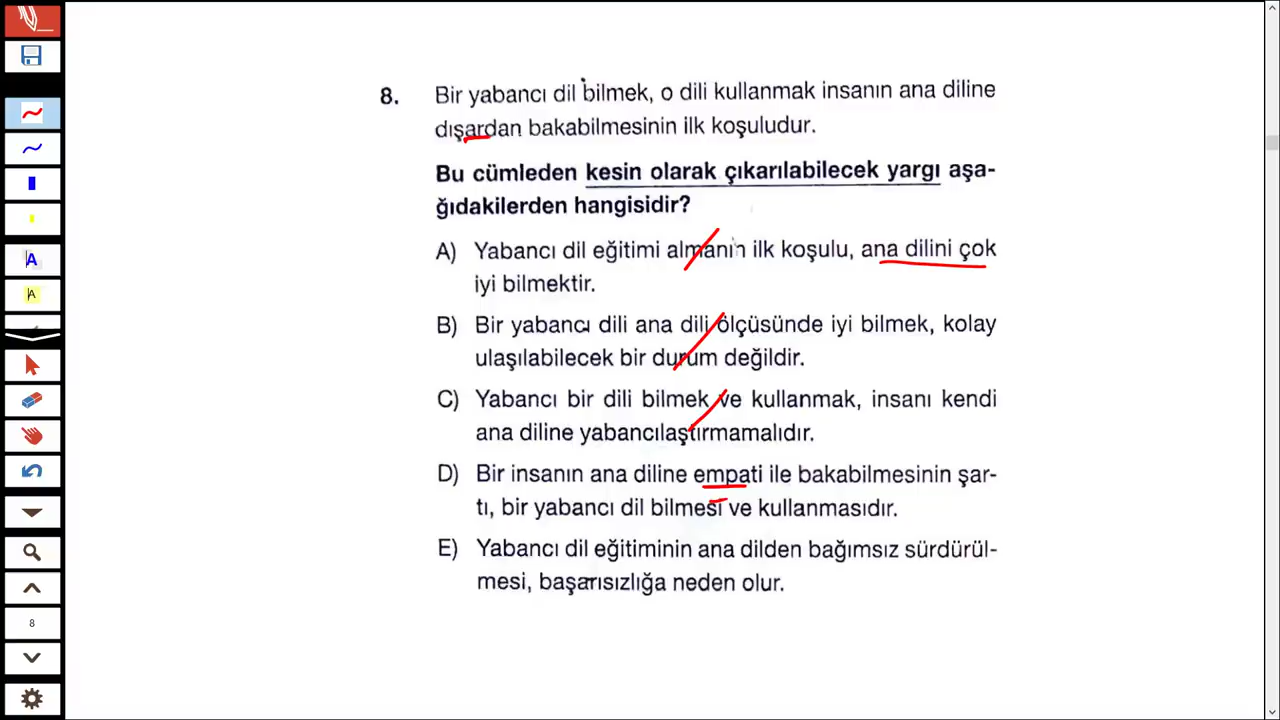 8. Bir yabancı dil bilmek, o dili kullanmak insanın ana diline
dışardan bakabilmesinin ilk koşuludur.
Bu cümleden kesin olarak çıkarılabilecek yargı aşa-
ğıdakilerden hangisidir?
A) Yabancı dil eğitimi almanın ilk koşulu, ana dilini çok
iyi bilmektir.
B) Bir yabancı dili ana dili ölçüsünde iyi bilmek, kolay
ulaşılabilecek bir durum değildir.
C) Yabancı bir dili bilmek ve kullanmak, insanı kendi
ana diline yabancılaştırmamalıdır.
D) Bir insanın ana diline empati ile bakabilmesinin şar-
tı, bir yabancı dil bilmesi ve kullanmasıdır.
E) Yabancı dil eğitiminin ana dilden bağımsız sürdürül-
mesi, başarısızlığa neden olur.
A
A
8